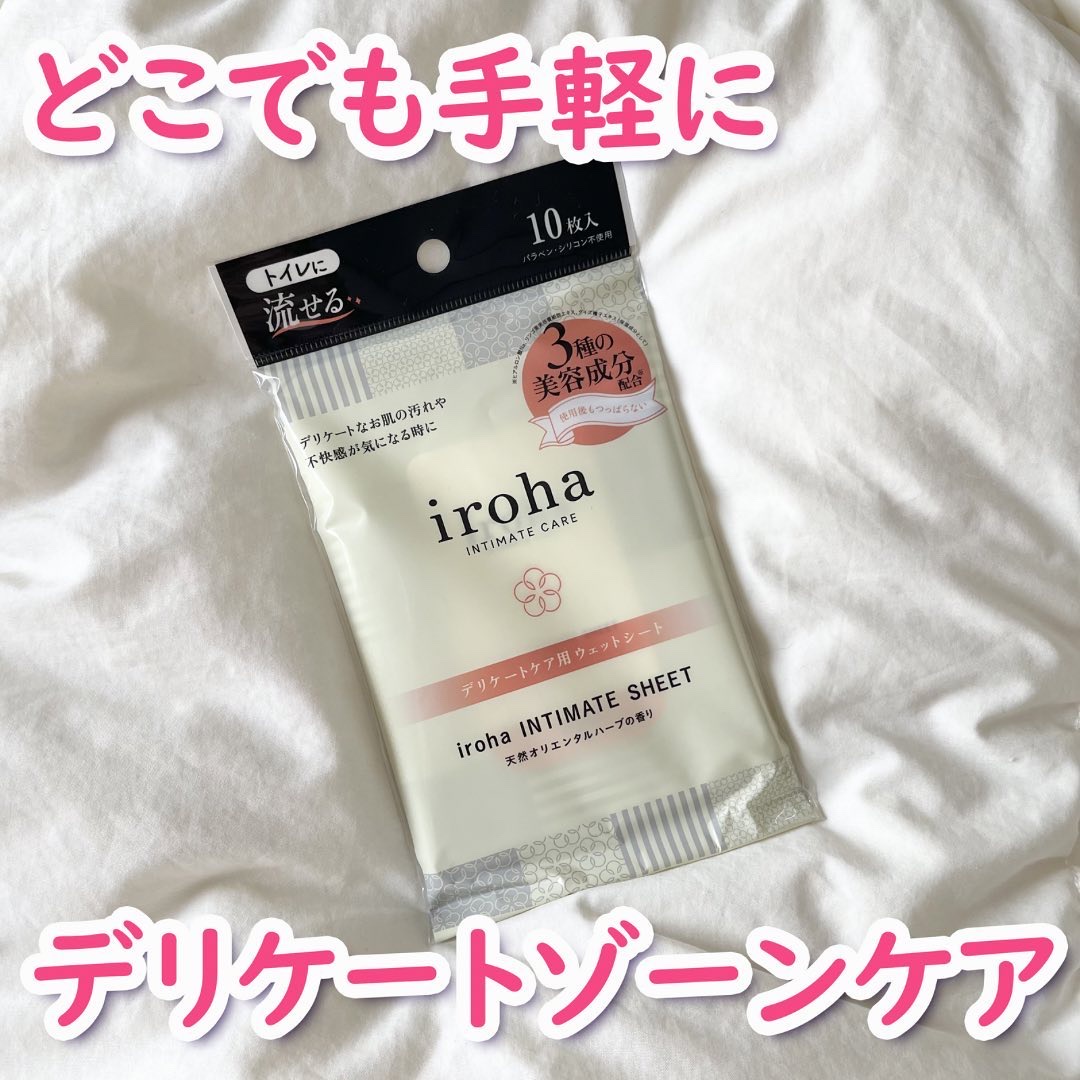 どこでも手軽に
トイレに
流せる
10枚入
パラベン・シリコン不使用
3種の
美容成分
配合※
使用後もつっぱらない
デリケートなお肌の汚れや
不快感が気になる時に
iroha
INTIMATE CARE
デリケートケア用 ウェットシート
iroha INTIMATE SHEET
天然オリエンタルハーブの香り
デリケートゾーンケア